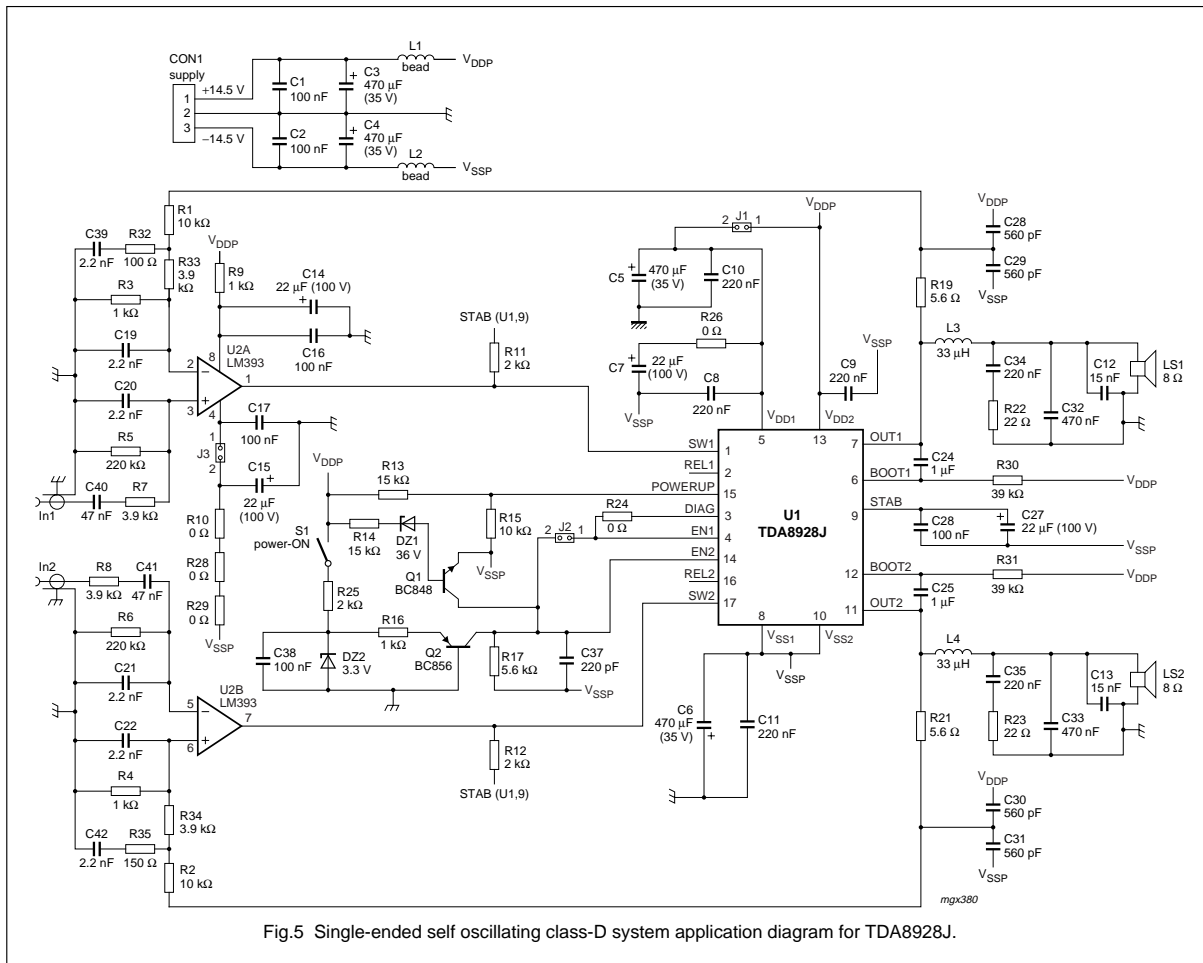 CON1
supply
+14.5 V
−14.5 V
1
2
3
L1
bead
VDDP
C1
100 nF
C3
470 µF
(35 V)
C2
100 nF
C4
470 µF
(35 V)
L2
bead
VSSP
R1
10 kΩ
C39
2.2 nF
R32
100 Ω
R33
3.9
kΩ
VDDP
R9
1 kΩ
C14
22 µF (100 V)
C16
100 nF
R3
1 kΩ
C19
2.2 nF
U2A
LM393
2
3
8
4
1
C20
2.2 nF
R5
220 kΩ
C40
47 nF
R7
3.9 kΩ
In1
C17
100 nF
1
J3
2
C15
22 µF
(100 V)
R10
0 Ω
R28
0 Ω
R29
0 Ω
VSSP
STAB (U1,9)
R11
2 kΩ
VDDP
R13
15 kΩ
S1
power-ON
R14
15 kΩ
DZ1
36 V
R15
10 kΩ
VSSP
Q1
BC848
R25
2 kΩ
R16
1 kΩ
Q2
BC856
C38
100 nF
DZ2
3.3 V
R17
5.6 kΩ
C37
220 pF
VSSP
2
J2
1
R24
0 Ω
In2
R8
3.9 kΩ
C41
47 nF
R6
220 kΩ
C21
2.2 nF
U2B
LM393
5
6
7
C22
2.2 nF
R4
1 kΩ
R34
3.9 kΩ
C42
2.2 nF
R35
150 Ω
R2
10 kΩ
R12
2 kΩ
STAB (U1,9)
2
J1
1
VDDP
C5
470 µF
(35 V)
C10
220 nF
R26
0 Ω
C7
22 µF
(100 V)
C8
220 nF
VSSP
VSSP
C9
220 nF
VDD1
VDD2
5
13
SW1
1
REL1
2
POWERUP
15
DIAG
3
EN1
4
EN2
14
REL2
16
SW2
17
U1
TDA8928J
7
OUT1
6
BOOT1
9
STAB
12
BOOT2
11
OUT2
8
10
VSS1
VSS2
VSSP
C6
470 µF
(35 V)
C11
220 nF
VDDP
C28
560 pF
C29
560 pF
VSSP
R19
5.6 Ω
L3
33 µH
C34
220 nF
R22
22 Ω
C12
15 nF
C32
470 nF
LS1
8 Ω
C24
1 µF
R30
39 kΩ
VDDP
C28
100 nF
C27
22 µF (100 V)
VSSP
R31
39 kΩ
VDDP
C25
1 µF
L4
33 µH
C35
220 nF
R23
22 Ω
C13
15 nF
C33
470 nF
LS2
8 Ω
R21
5.6 Ω
VDDP
C30
560 pF
C31
560 pF
VSSP
mgx380
Fig.5 Single-ended self oscillating class-D system application diagram for TDA8928J.